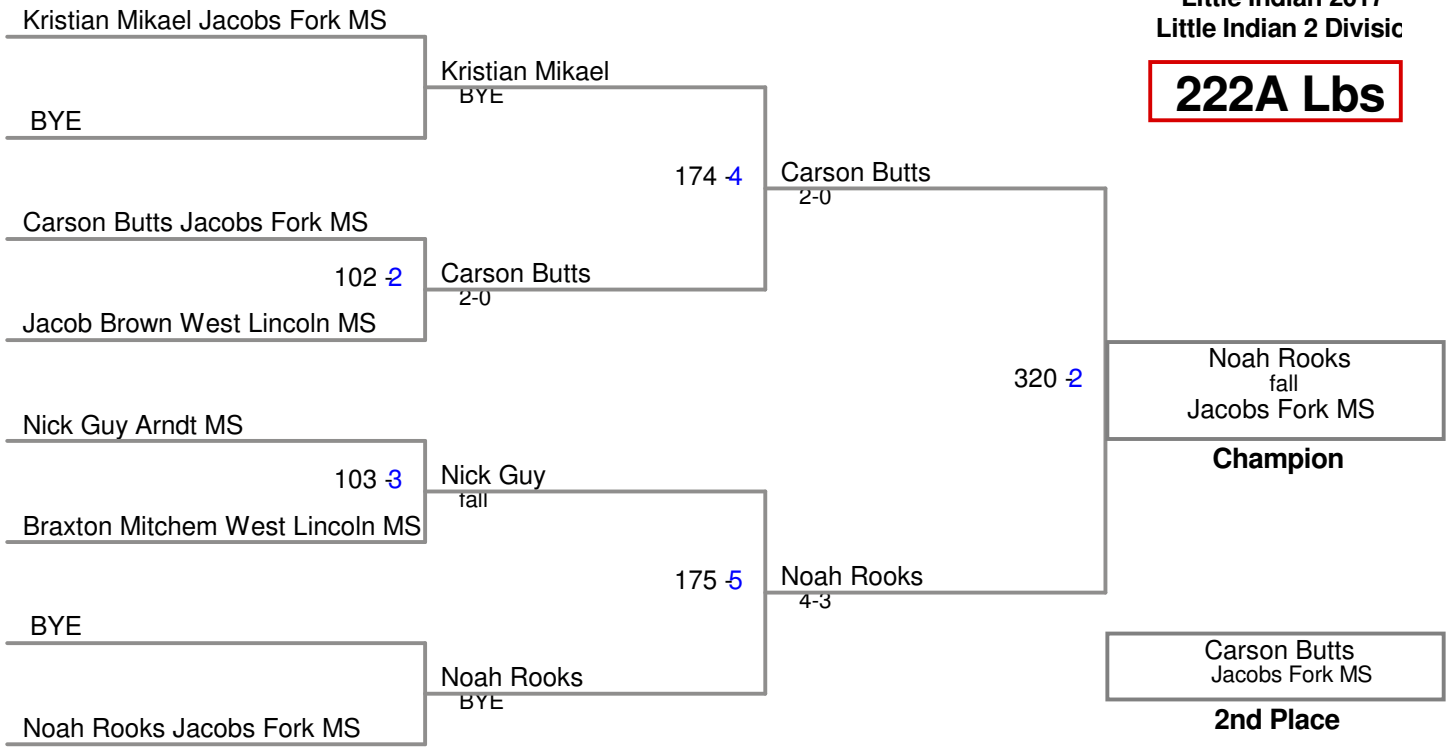 Little Indian 2017
Little Indian 2 Divisio
222A Lbs
Kristian Mikael Jacobs Fork MS
BYE
Kristian Mikael
BYE
Carson Butts Jacobs Fork MS
Jacob Brown West Lincoln MS
102 -2
Carson Butts
2-0
174 -4
Carson Butts
2-0
Nick Guy Arndt MS
Braxton Mitchem West Lincoln MS
103 -3
Nick Guy
fall
BYE
Noah Rooks Jacobs Fork MS
Noah Rooks
BYE
175 -5
Noah Rooks
4-3
320 -2
Noah Rooks
fall
Jacobs Fork MS
Champion
Carson Butts
Jacobs Fork MS
2nd Place